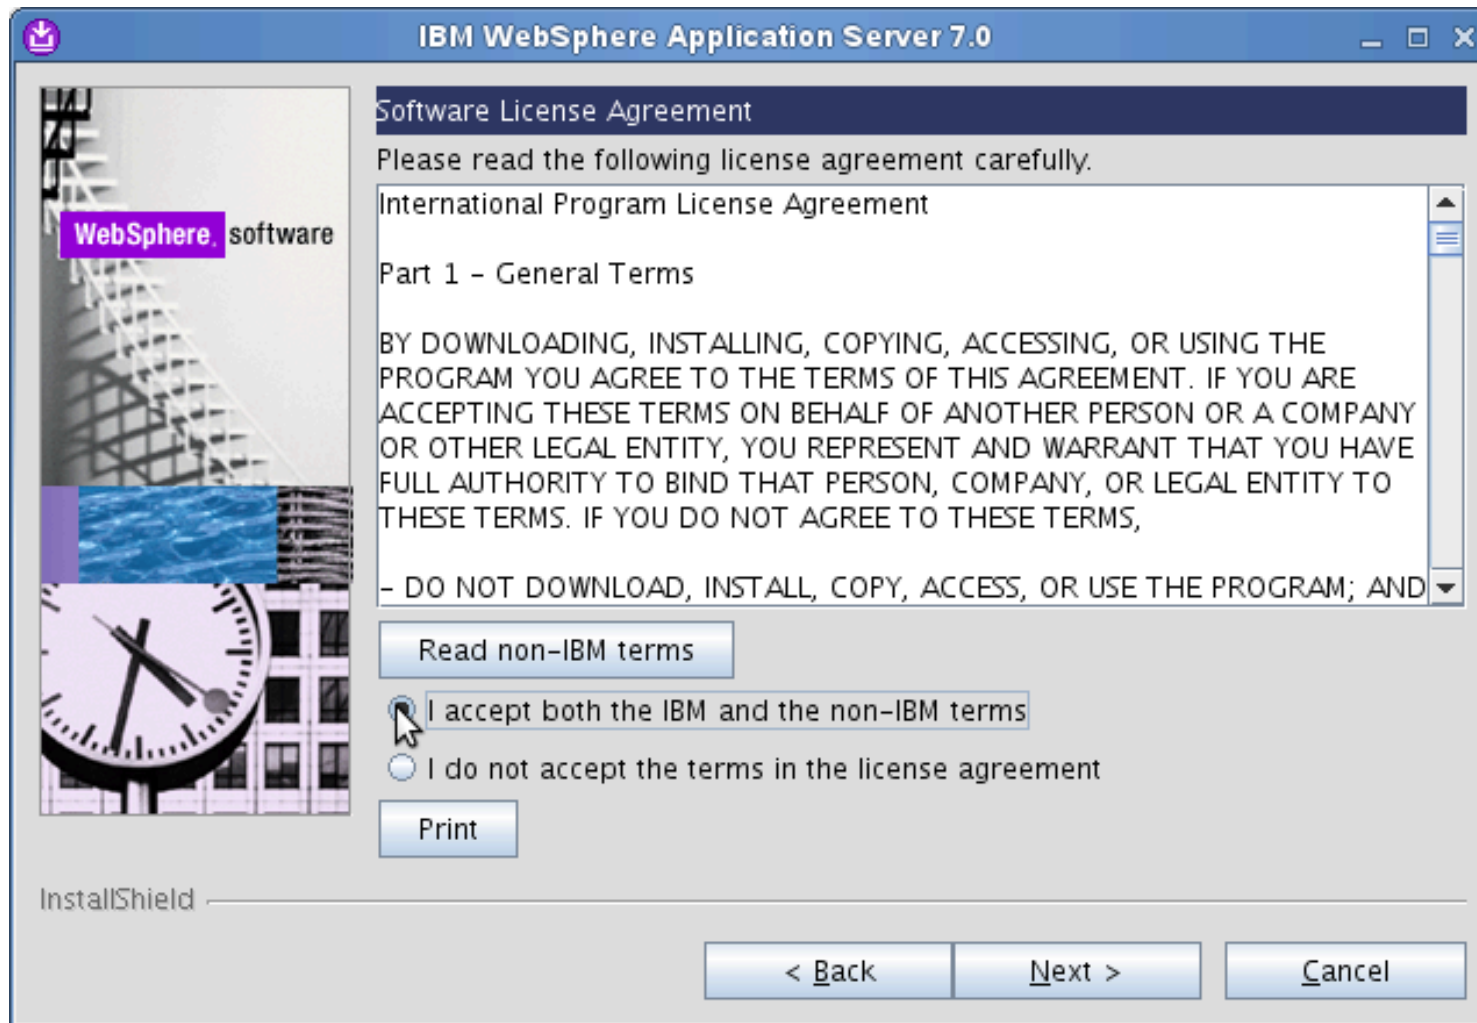 IBM WebSphere Application Server 7.0
WebSphere. software
Software License Agreement
Please read the following license agreement carefully.
International Program License Agreement
Part 1 – General Terms
BY DOWNLOADING, INSTALLING, COPYING, ACCESSING, OR USING THE
PROGRAM YOU AGREE TO THE TERMS OF THIS AGREEMENT. IF YOU ARE
ACCEPTING THESE TERMS ON BEHALF OF ANOTHER PERSON OR A COMPANY
OR OTHER LEGAL ENTITY, YOU REPRESENT AND WARRANT THAT YOU HAVE
FULL AUTHORITY TO BIND THAT PERSON, COMPANY, OR LEGAL ENTITY TO
THESE TERMS. IF YOU DO NOT AGREE TO THESE TERMS,
– DO NOT DOWNLOAD, INSTALL, COPY, ACCESS, OR USE THE PROGRAM; AND
Read non–IBM terms
I accept both the IBM and the non–IBM terms
I do not accept the terms in the license agreement
Print
InstallShield
< Back
Next >
Cancel